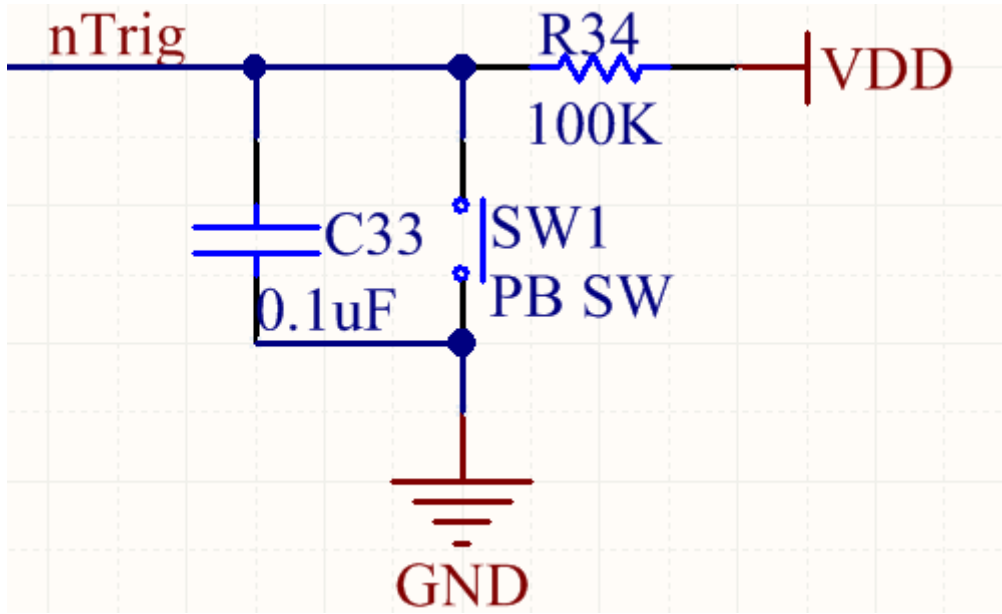 nTrig
R34
100K
VDD
C33
0.1uF
SW1
PB SW
GND